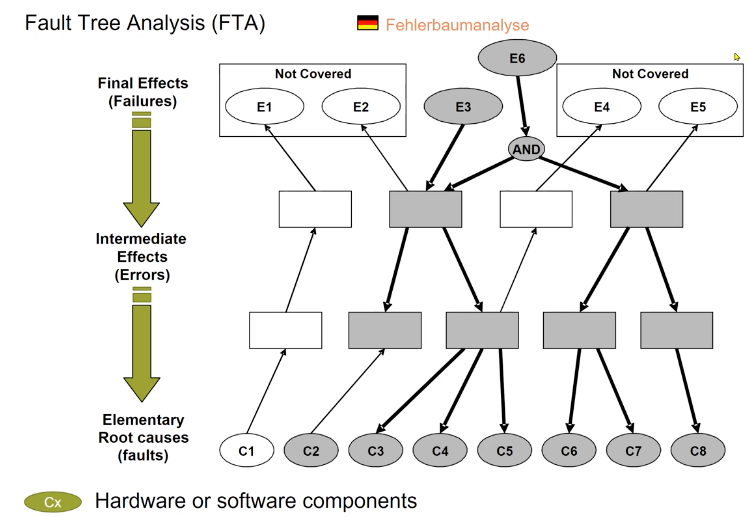 Fault Tree Analysis (FTA)
Fehlerbaumanalyse
Final Effects
(Failures)
Not Covered
E1
E2
E3
E6
Not Covered
E4
E5
AND
Intermediate
Effects
(Errors)
Elementary
Root causes
(faults)
C1
C2
C3
C4
C5
C6
C7
C8
Cx
Hardware or software components